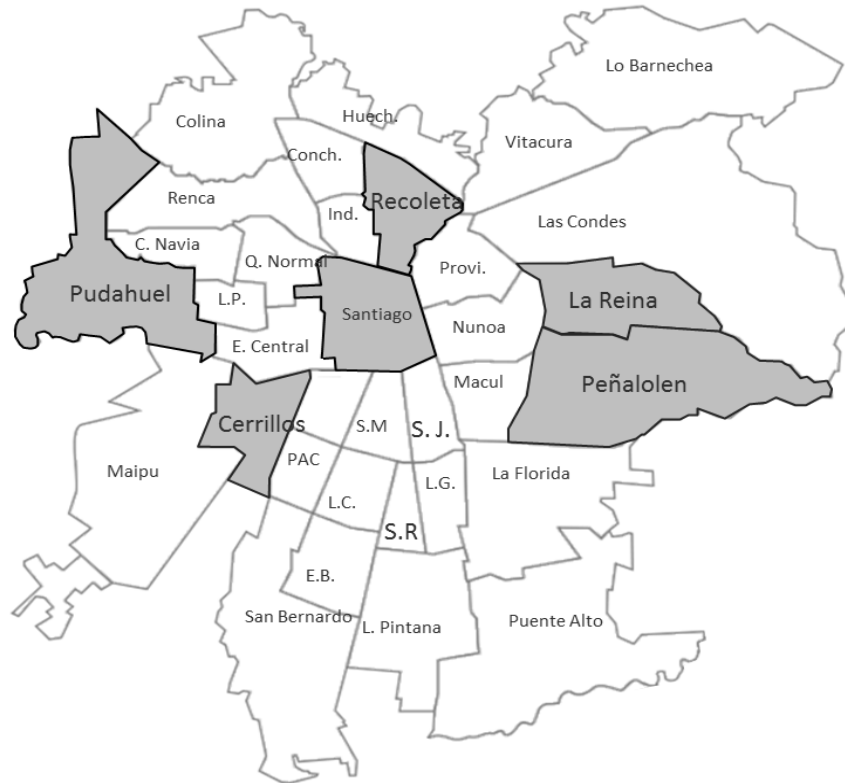 Lo Barnechea
Colina
Huech.
Vitacura
Conch.
Renca
Recoleta
Ind.
Las Condes
C. Navia
Q. Normal
Provi.
Pudahuel
L.P.
La Reina
Santiago
Nunoa
E. Central
Macul
Peñalolen
Cerrillos
S.M
S. J.
PAC
Maipu
La Florida
L.G.
L.C.
S.R
E.B.
San Bernardo
L. Pintana
Puente Alto